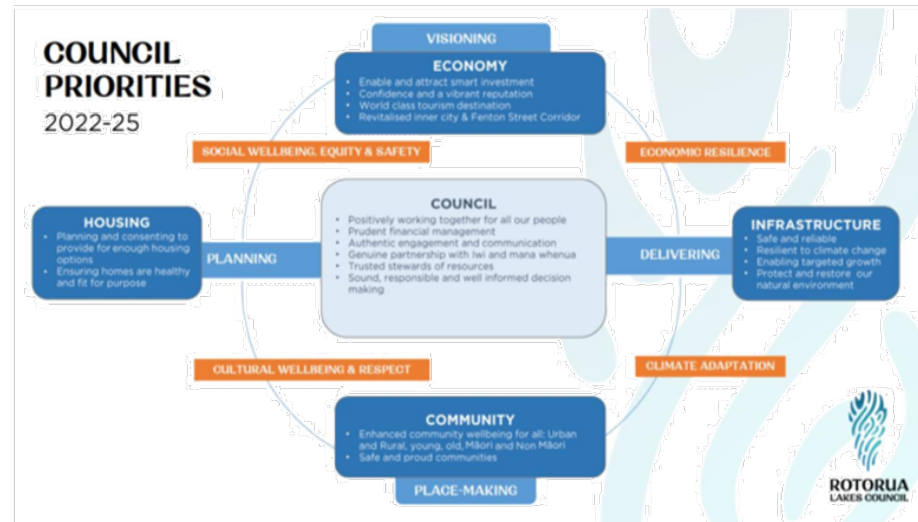 COUNCIL
PRIORITIES
2022-25
VISIONING
ECONOMY
• Enable and attract smart investment
• Confidence and a vibrant reputation
• World class tourism destination
• Revitalised inner city & Fenton Street Corridor
SOCIAL WELLBEING, EQUITY & SAFETY
ECONOMIC RESILIENCE
HOUSING
• Planning and consenting to
provide for enough housing
options
• Ensuring homes are healthy
and fit for purpose
PLANNING
COUNCIL
• Positively working together for all our people
• Prudent financial management
• Authentic engagement and communication
• Genuine partnership with Iwi and mana whenua
• Trusted stewards of resources
• Sound, responsible and well informed decision
making
DELIVERING
INFRASTRUCTURE
• Safe and reliable
• Resilient to climate change
• Enabling targeted growth
• Protect and restore our
natural environment
CULTURAL WELLBEING & RESPECT
CLIMATE ADAPTATION
COMMUNITY
• Enhanced community wellbeing for all: Urban
and Rural, young, old, Māori and Non Māori
• Safe and proud communities
PLACE-MAKING
ROTORUA
LAKES COUNCIL